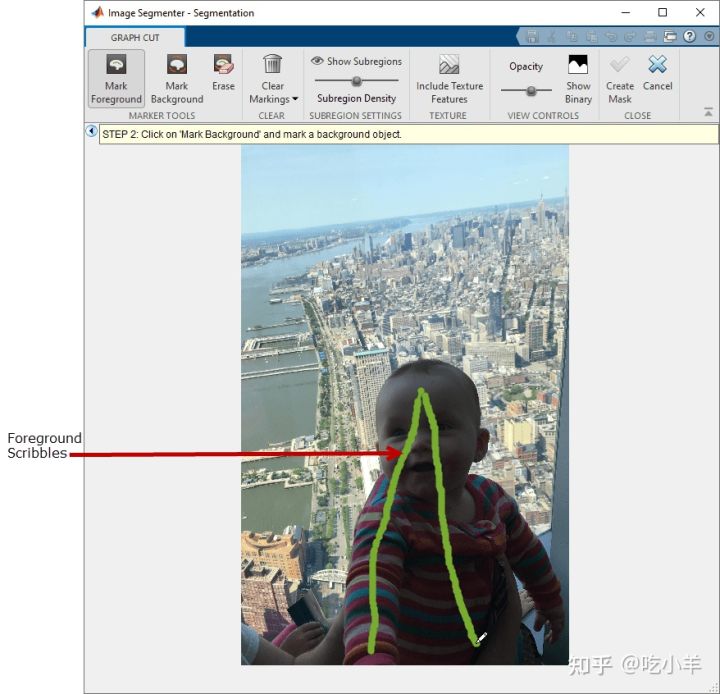 Image Segmenter - Segmentation
GRAPH CUT
Mark Foreground
Mark Background
Erase
Clear Markings
Show Subregions
Subregion Density
Include Texture Features
Opacity
Show Binary
Create Mask
Cancel
MARKER TOOLS
CLEAR
SUBREGION SETTINGS
TEXTURE
VIEW CONTROLS
CLOSE
STEP 2: Click on 'Mark Background' and mark a background object.
Foreground
Scribbles
知乎 @吃小羊